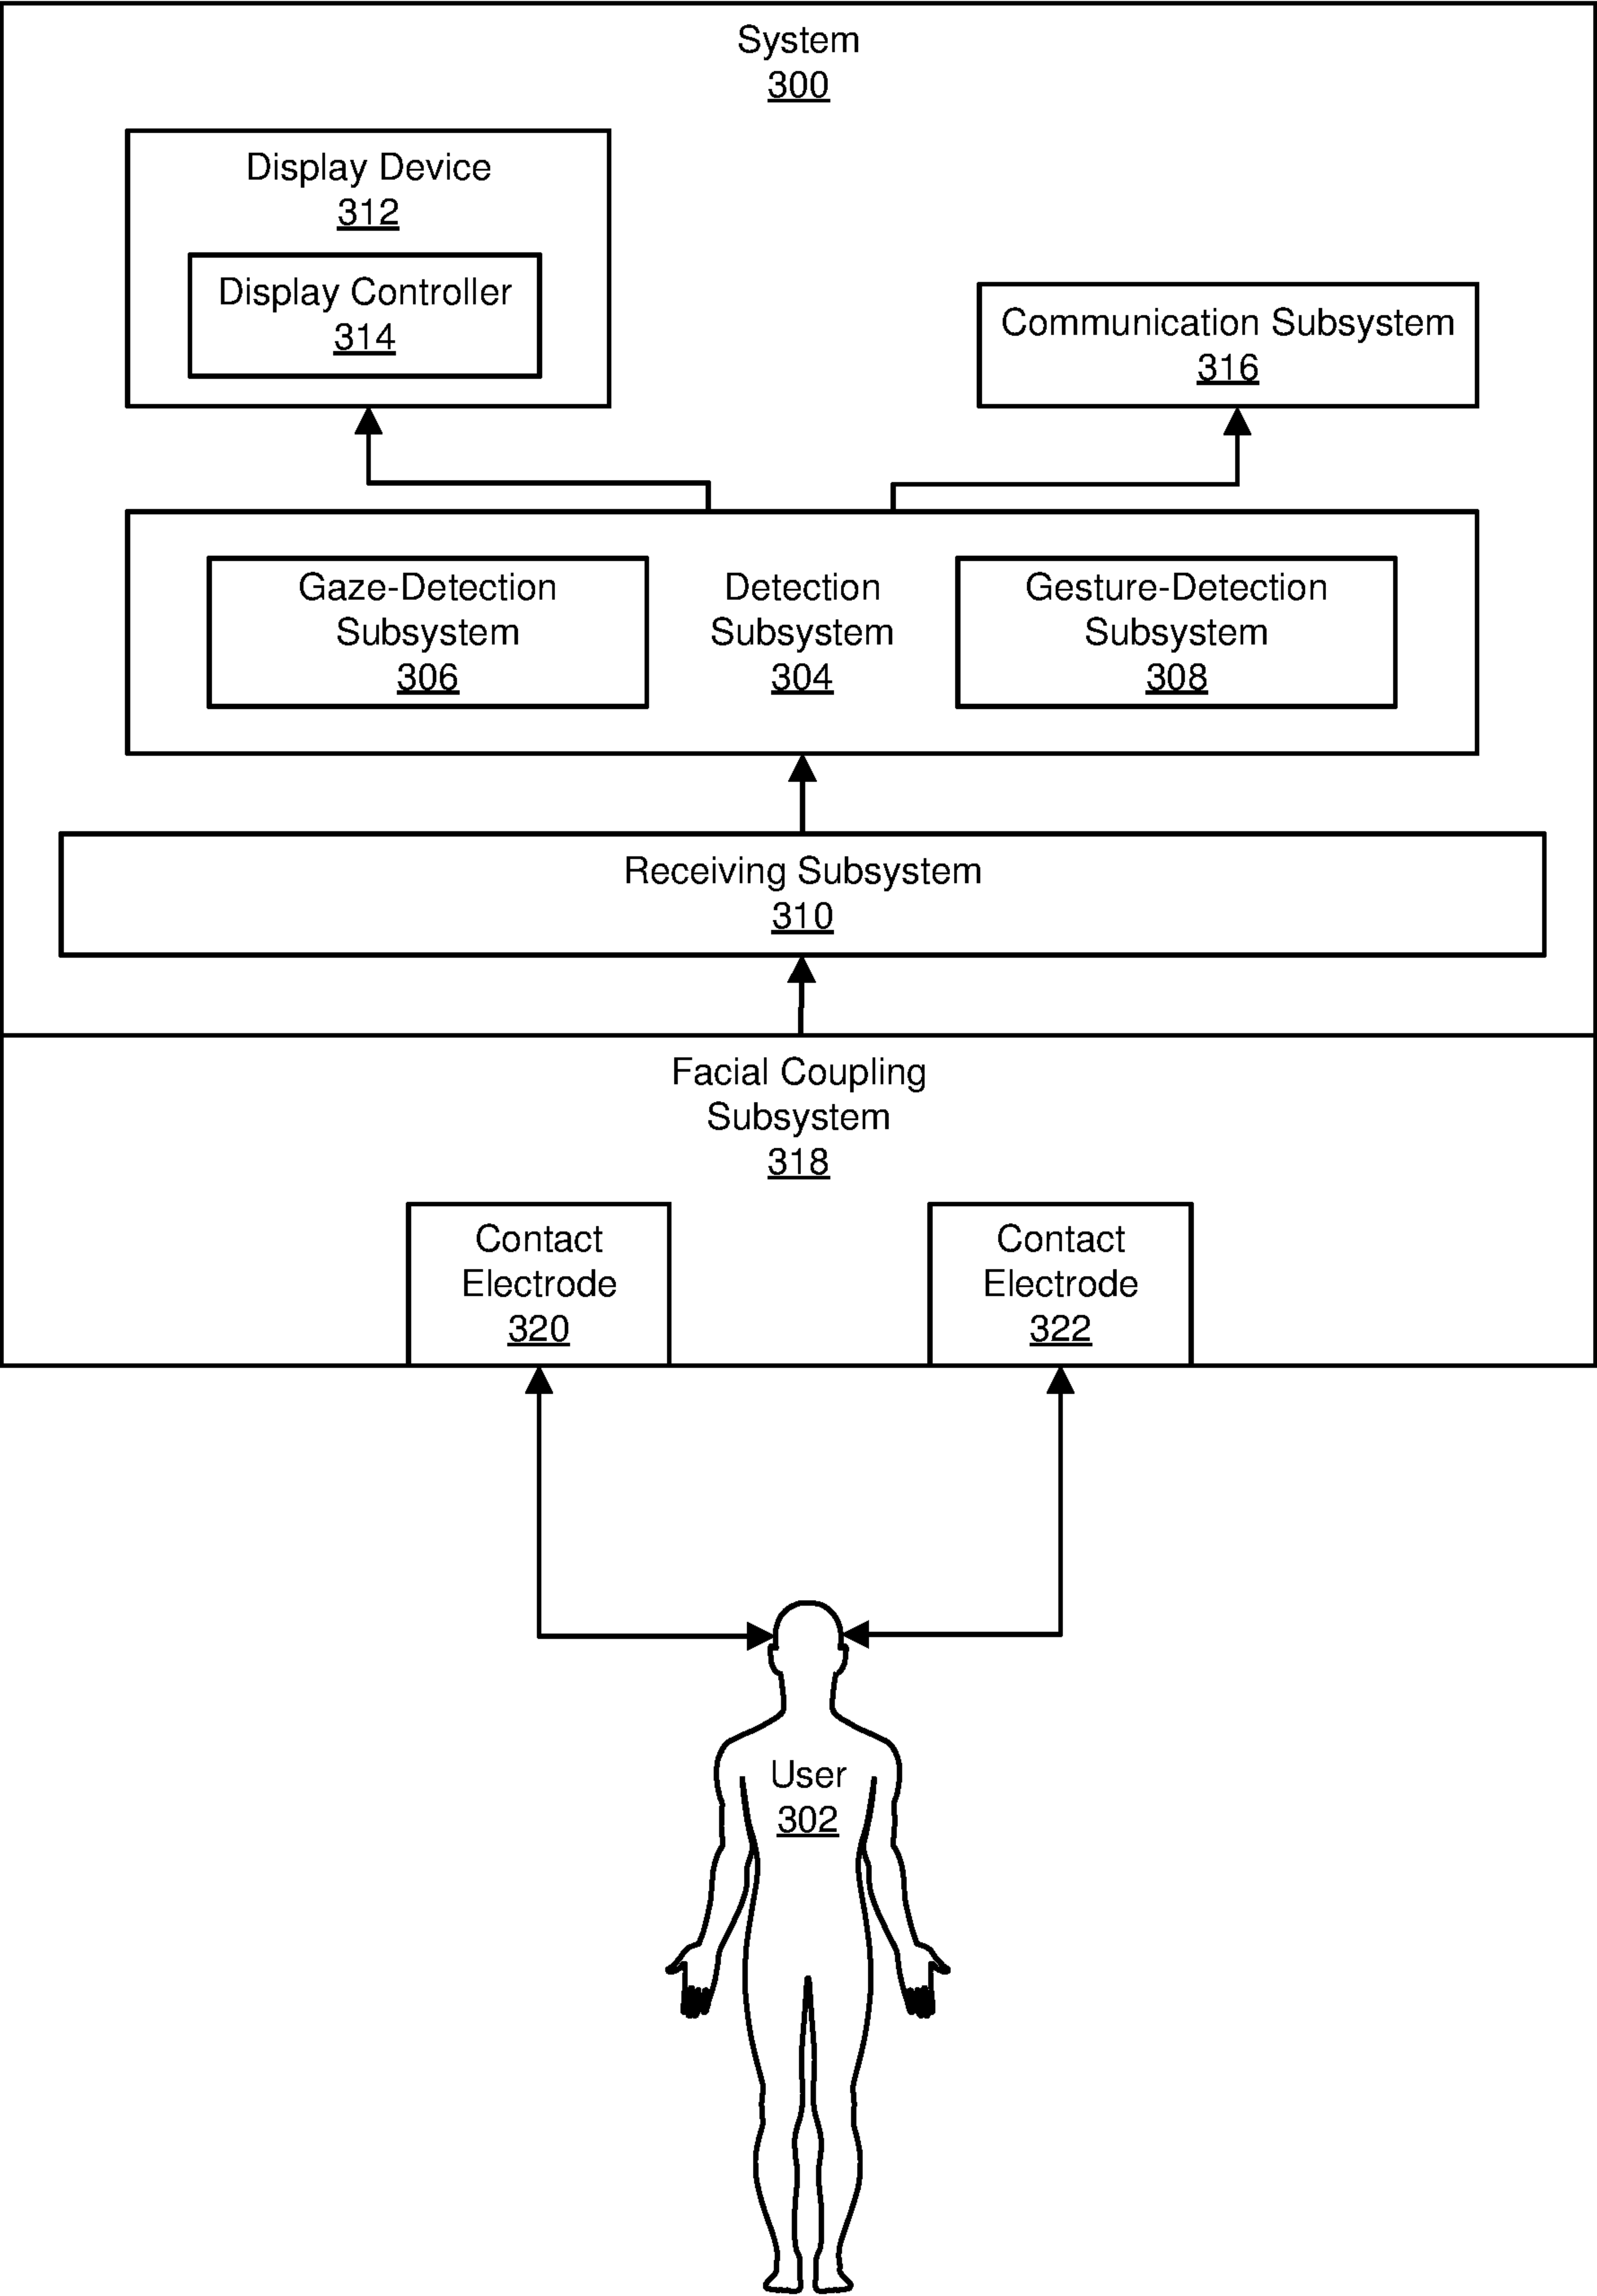 System
300
Display Device
312
Display Controller
314
Communication Subsystem
316
Gaze-Detection
Subsystem
306
Detection
Subsystem
304
Gesture-Detection
Subsystem
308
Receiving Subsystem
310
Facial Coupling
Subsystem
318
Contact
Electrode
320
Contact
Electrode
322
User
302